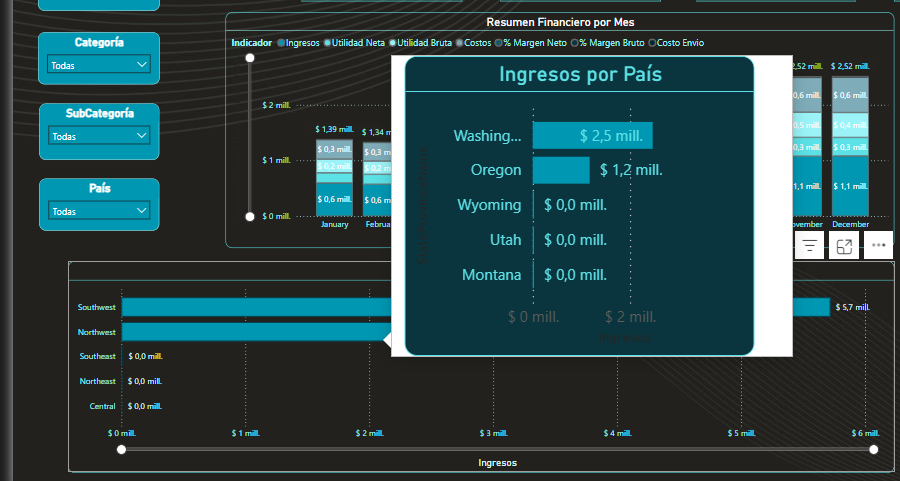 Resumen Financiero por Mes
Indicador Ingresos Utilidad Neta Utilidad Bruta Costos % Margen Neto % Margen Bruto Costo Envio
Categoría
Todas
SubCategoría
Todas
País
Todas
$ 2 mill.
$ 1 mill.
$ 0 mill.
$ 1,39 mill.
$ 0,3 mill.
$ 0,2 mill.
$ 0,6 mill.
January
$ 1,34 m
$ 0,3 m
$ 0,2 m
$ 0,6 m
Februa
2,52 mill.
0,6 mill.
0,5 mill.
0,3 mill.
1,1 mill.
ovember
$ 2,52 mill.
$ 0,6 mill.
$ 0,4 mill.
$ 0,3 mill.
$ 1,1 mill.
December
Ingresos por País
Washing... $ 2,5 mill.
Oregon $ 1,2 mill.
Wyoming $ 0,0 mill.
Utah $ 0,0 mill.
Montana $ 0,0 mill.
$ 0 mill. $ 2 mill.
Southwest $ 5,7 mill.
Northwest
Southeast $ 0,0 mill.
Northeast $ 0,0 mill.
Central $ 0,0 mill.
$ 0 mill. $ 1 mill. $ 2 mill. $ 3 mill. $ 4 mill. $ 5 mill. $ 6 mill.
Ingresos